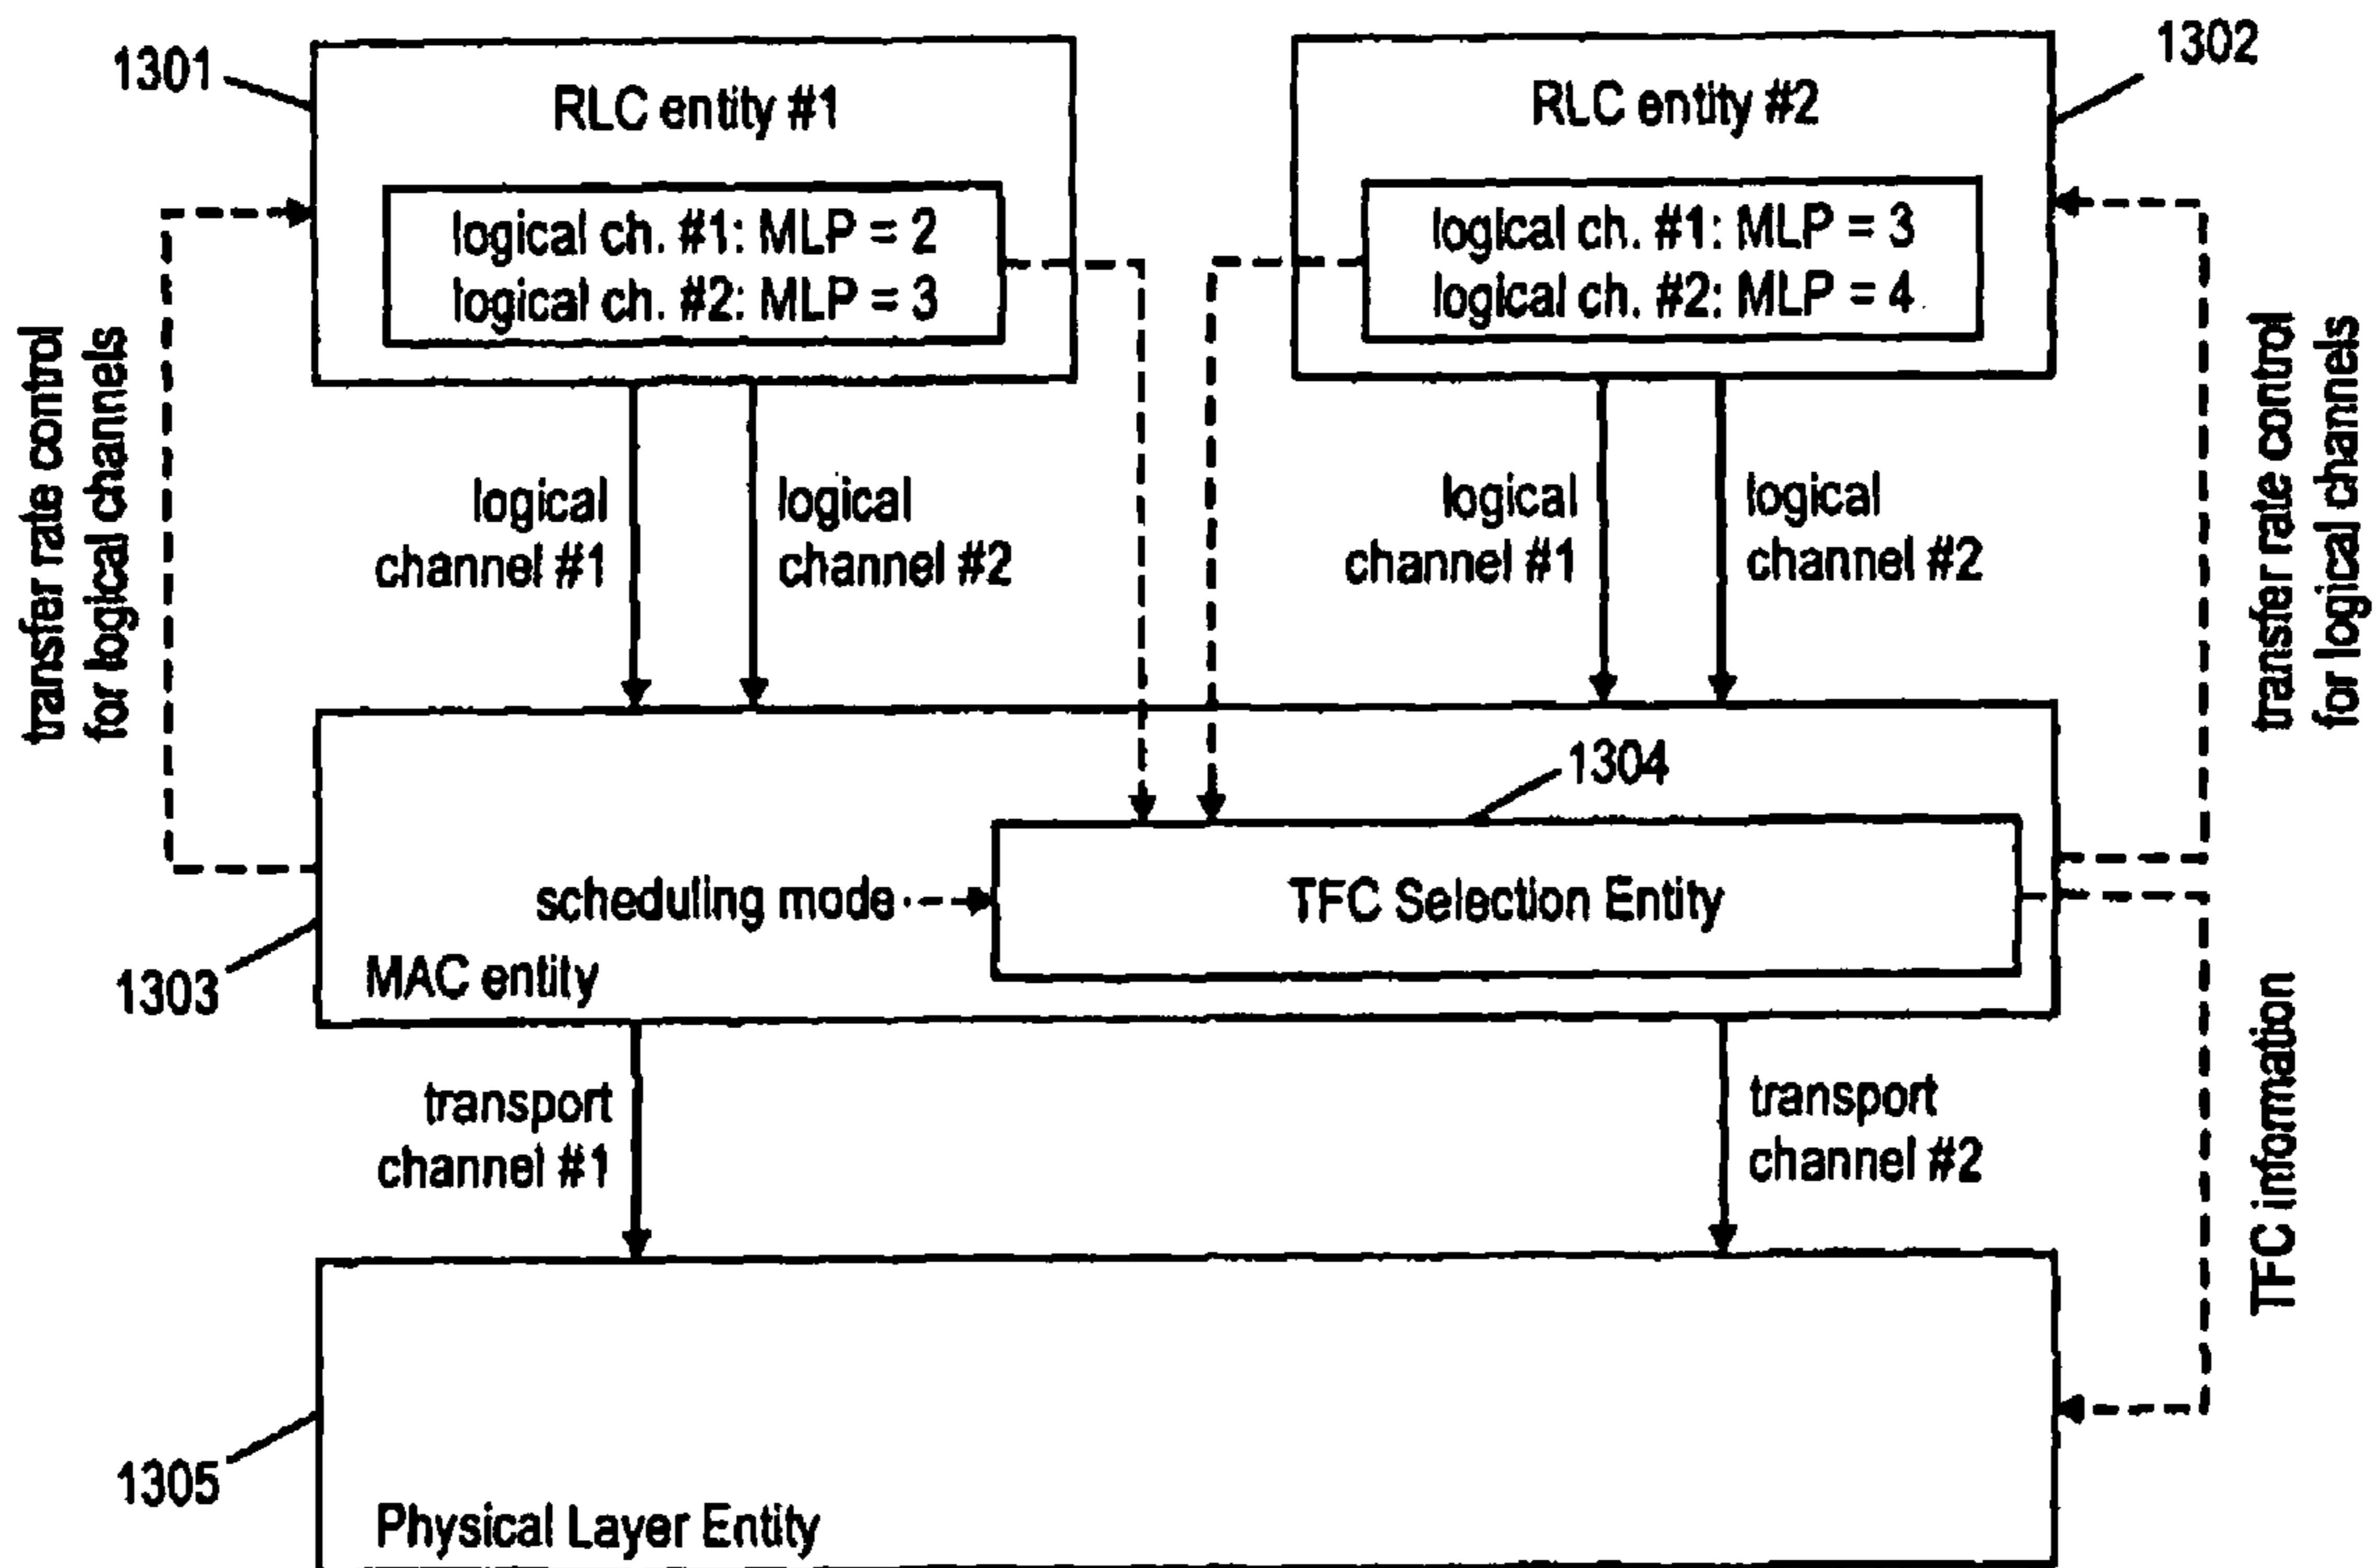 1301
1302
RLC entity #1
RLC entity #2
logical ch. #1: MLP = 2
logical ch. #2: MLP = 3
logical ch. #1: MLP = 3
logical ch. #2: MLP = 4
transfer rate control
for logical channels
transfer rate control
for logical channels
logical
channel #1
logical
channel #2
logical
channel #1
logical
channel #2
1304
scheduling mode
TFC Selection Entity
MAC entity
1303
transport
channel #1
transport
channel #2
TFC information
1305
Physical Layer Entity